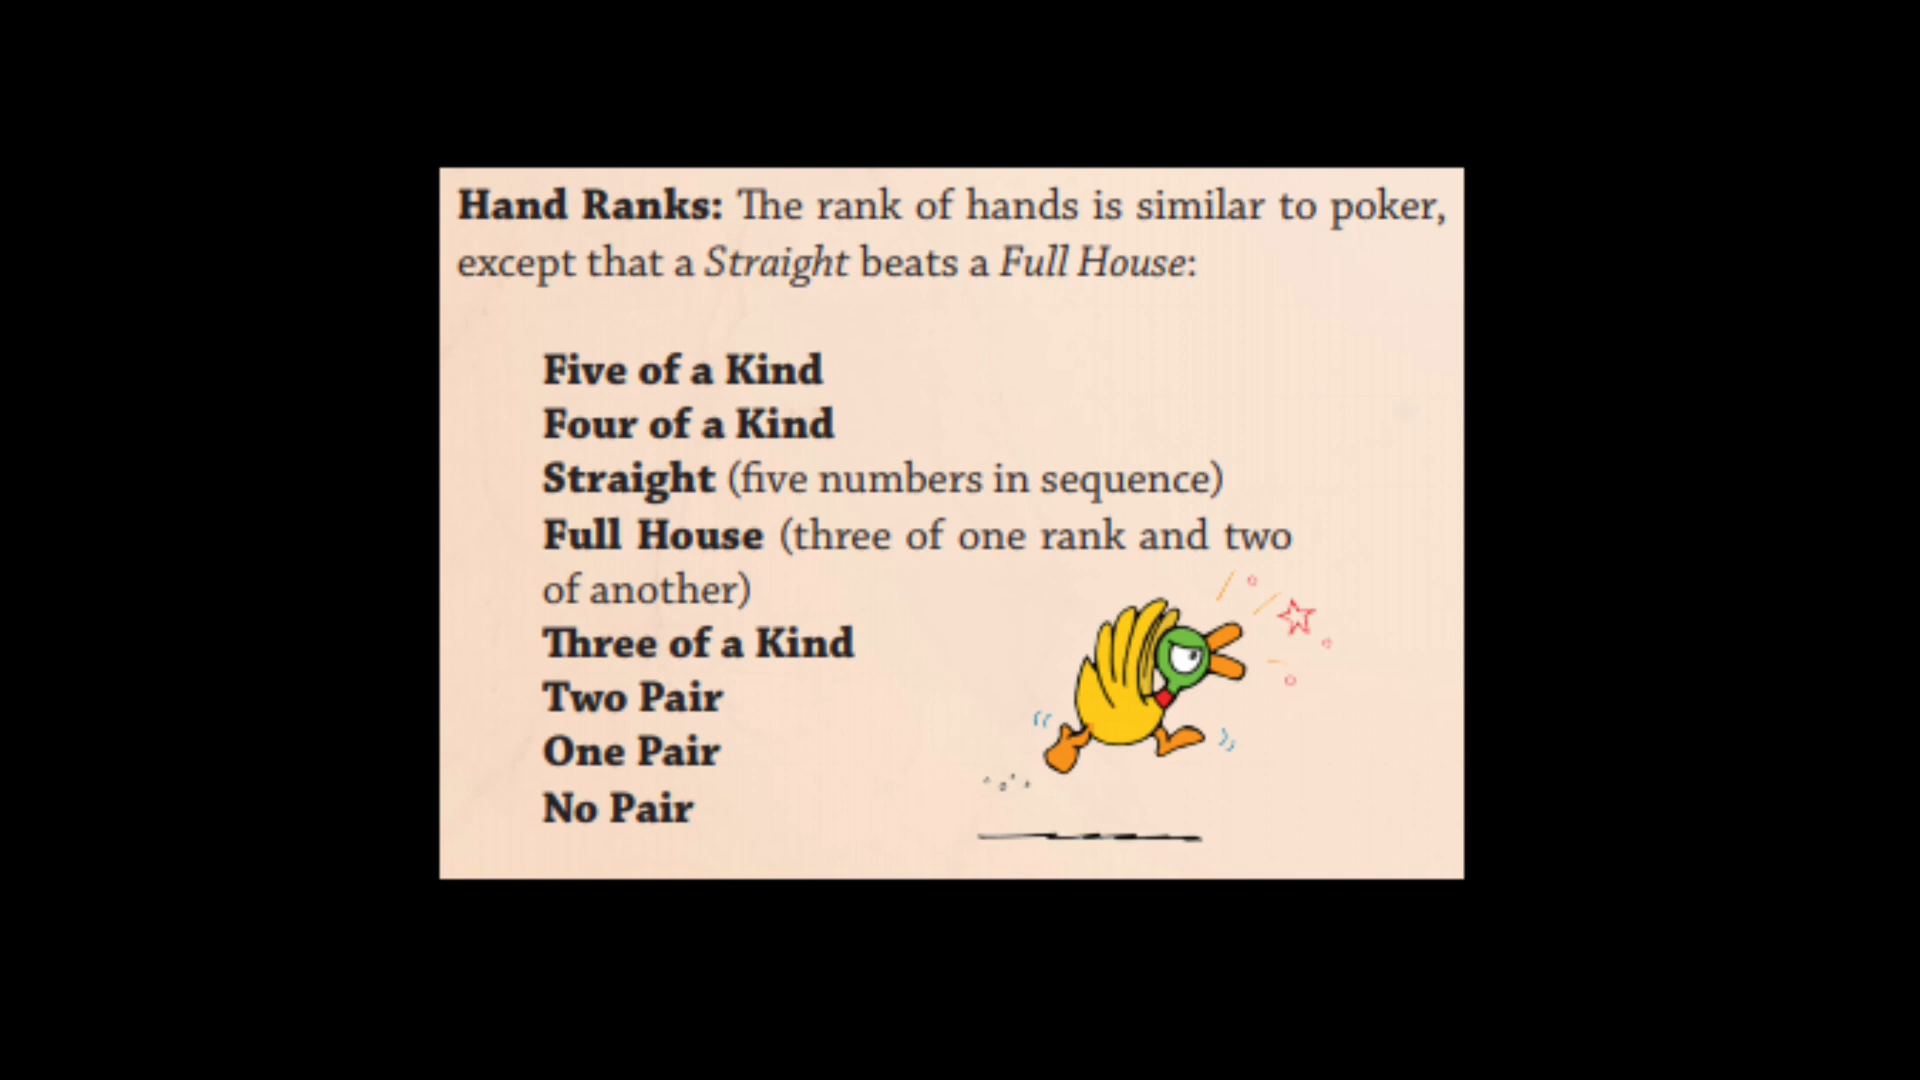 Hand Ranks: The rank of hands is similar to poker,
except that a Straight beats a Full House:
Five of a Kind
Four of a Kind
Straight (five numbers in sequence)
Full House (three of one rank and two
of another)
Three of a Kind
Two Pair
One Pair
No Pair